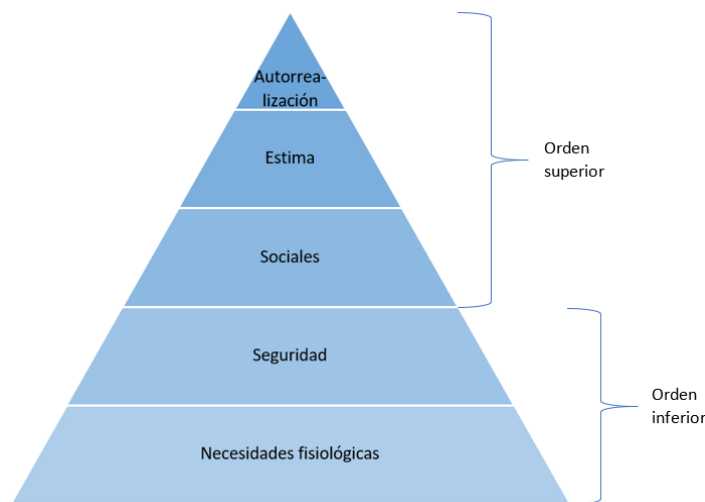 Autorrea-
lización
Estima
Sociales
Seguridad
Necesidades fisiológicas
Orden
superior
Orden
inferior